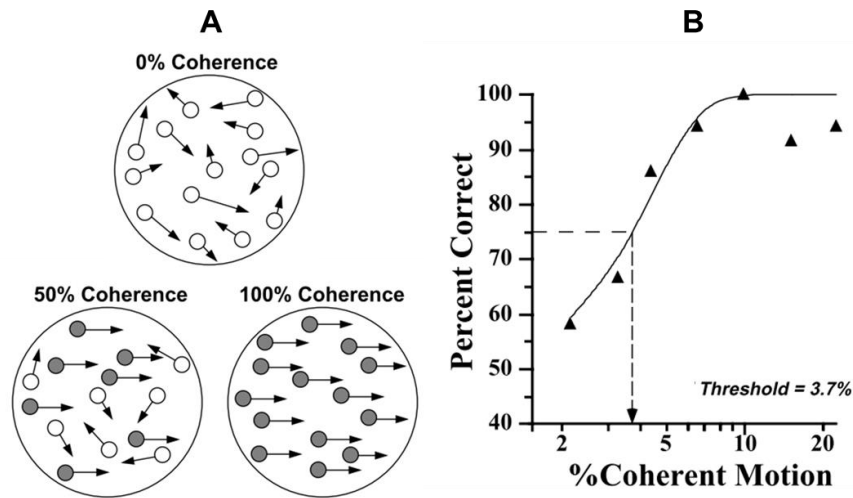 A
0% Coherence
50% Coherence
100% Coherence
B
Percent Correct
100
90
80
70
60
50
40
Threshold = 3.7%
2
5
10
20
%Coherent Motion